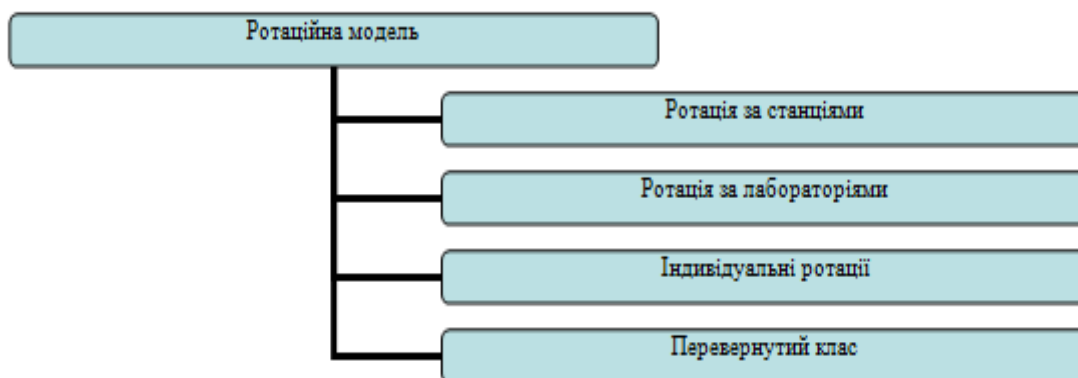 Ротаційна модель
Ротація за станціями
Ротація за лабораторіями
Індивідуальні ротації
Перевернутий клас